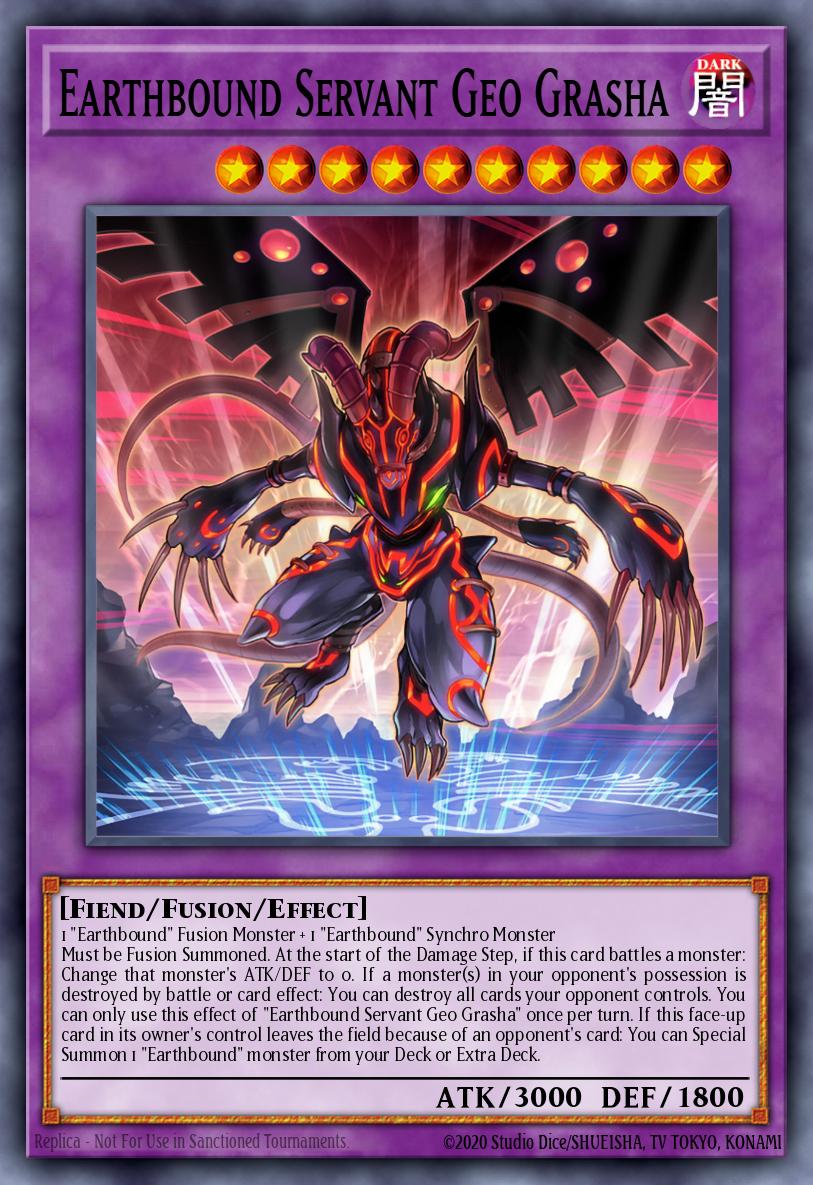 Earthbound Servant Geo Grasha
DARK
闇
[Fiend/Fusion/Effect]
1 "Earthbound" Fusion Monster + 1 "Earthbound" Synchro Monster
Must be Fusion Summoned. At the start of the Damage Step, if this card battles a monster:
Change that monster's ATK/DEF to 0. If a monster(s) in your opponent's possession is
destroyed by battle or card effect: You can destroy all cards your opponent controls. You
can only use this effect of "Earthbound Servant Geo Grasha" once per turn. If this face-up
card in its owner's control leaves the field because of an opponent's card: You can Special
Summon 1 "Earthbound" monster from your Deck or Extra Deck.
ATK/3000 DEF/1800
Replica - Not For Use in Sanctioned Tournaments.
©2020 Studio Dice/SHUEISHA, TV TOKYO, KONAMI